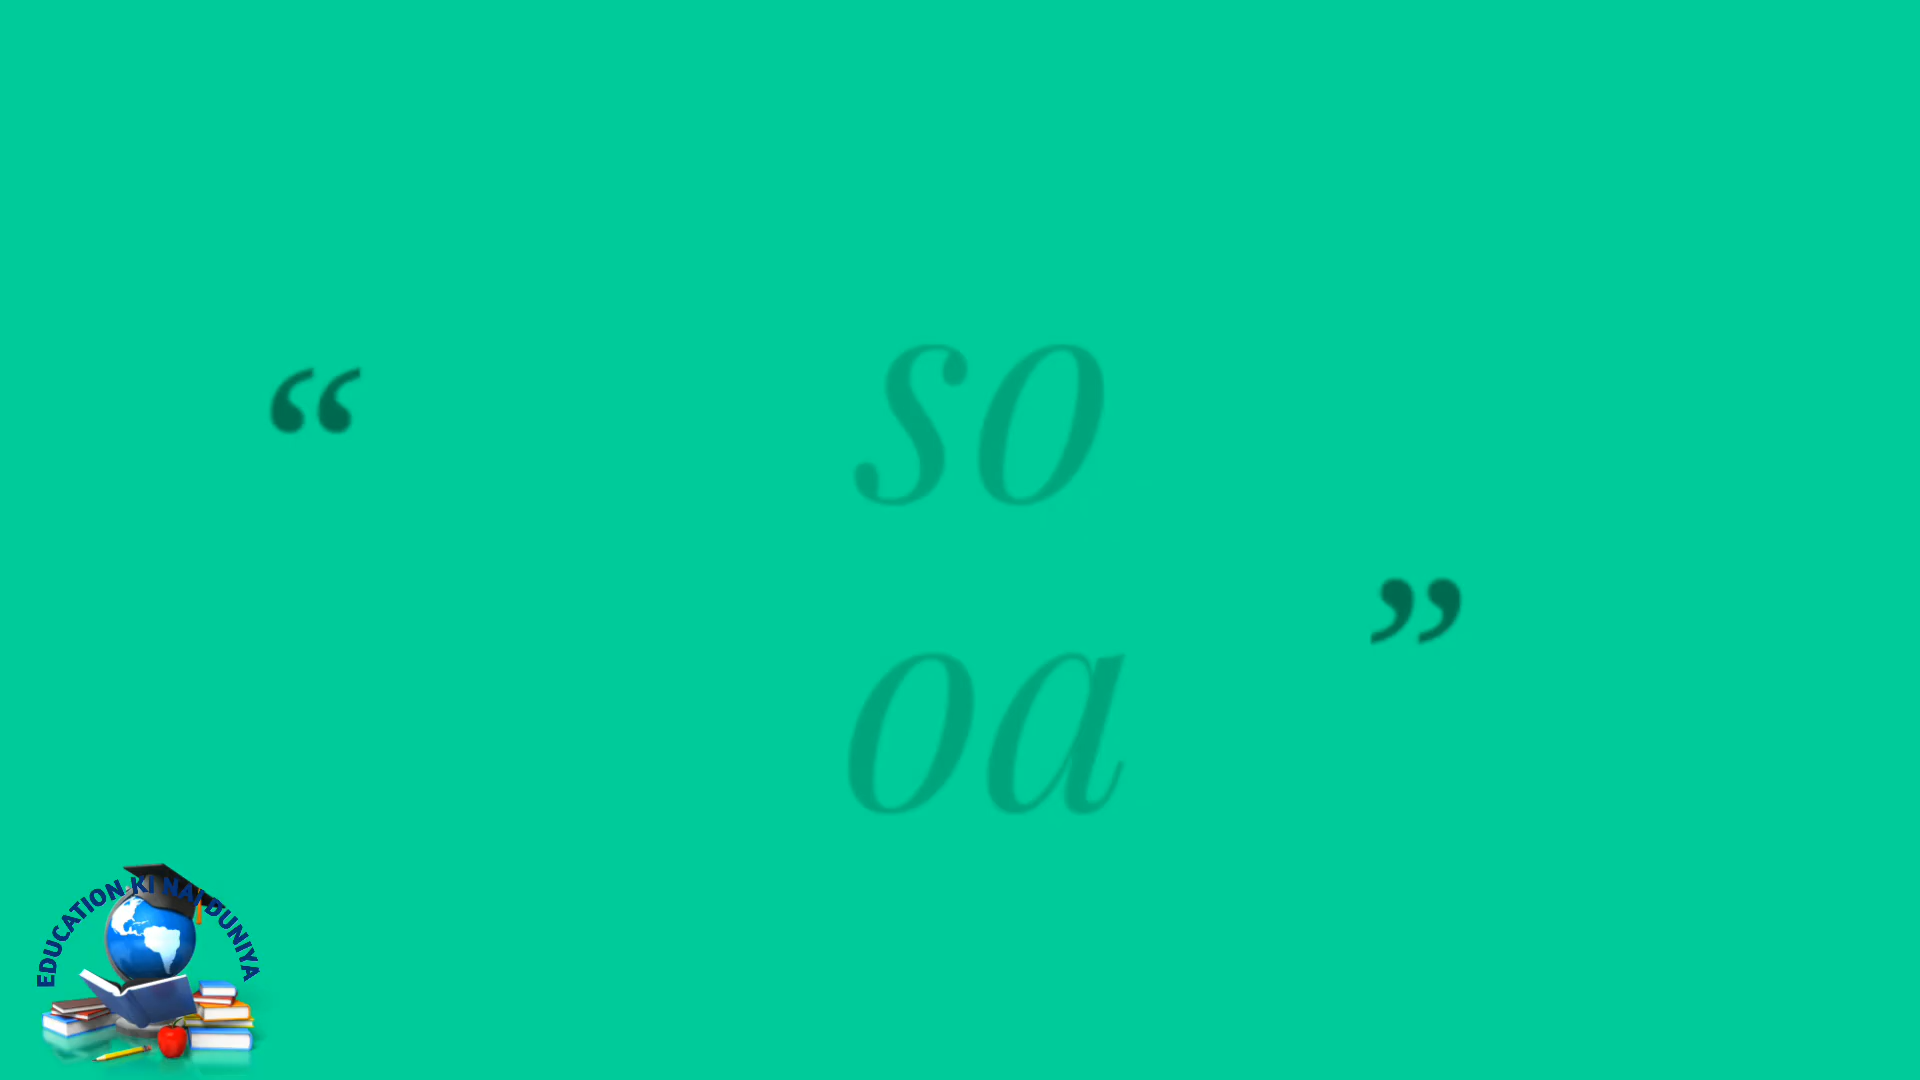 “
so
”
oa
EDUCATION KI NAI DUNIYA